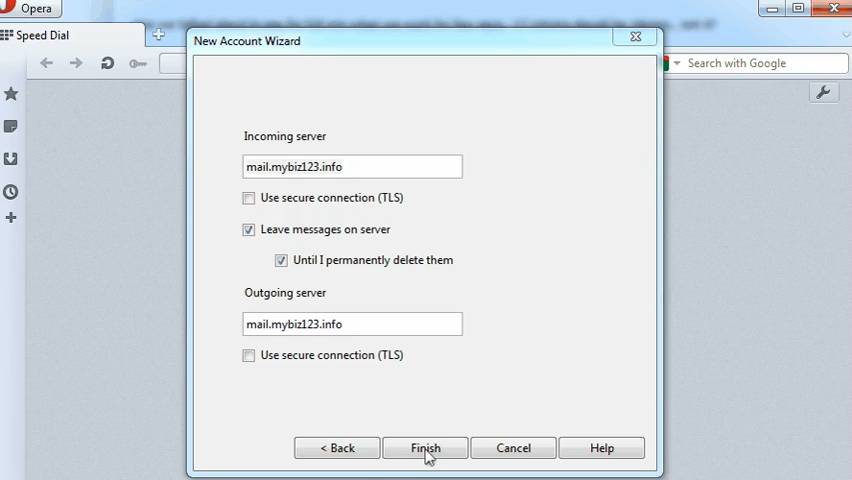 Opera
Speed Dial
Search with Google
New Account Wizard
Incoming server
mail.mybiz123.info
Use secure connection (TLS)
Leave messages on server
Until I permanently delete them
Outgoing server
mail.mybiz123.info
Use secure connection (TLS)
< Back
Finish
Cancel
Help